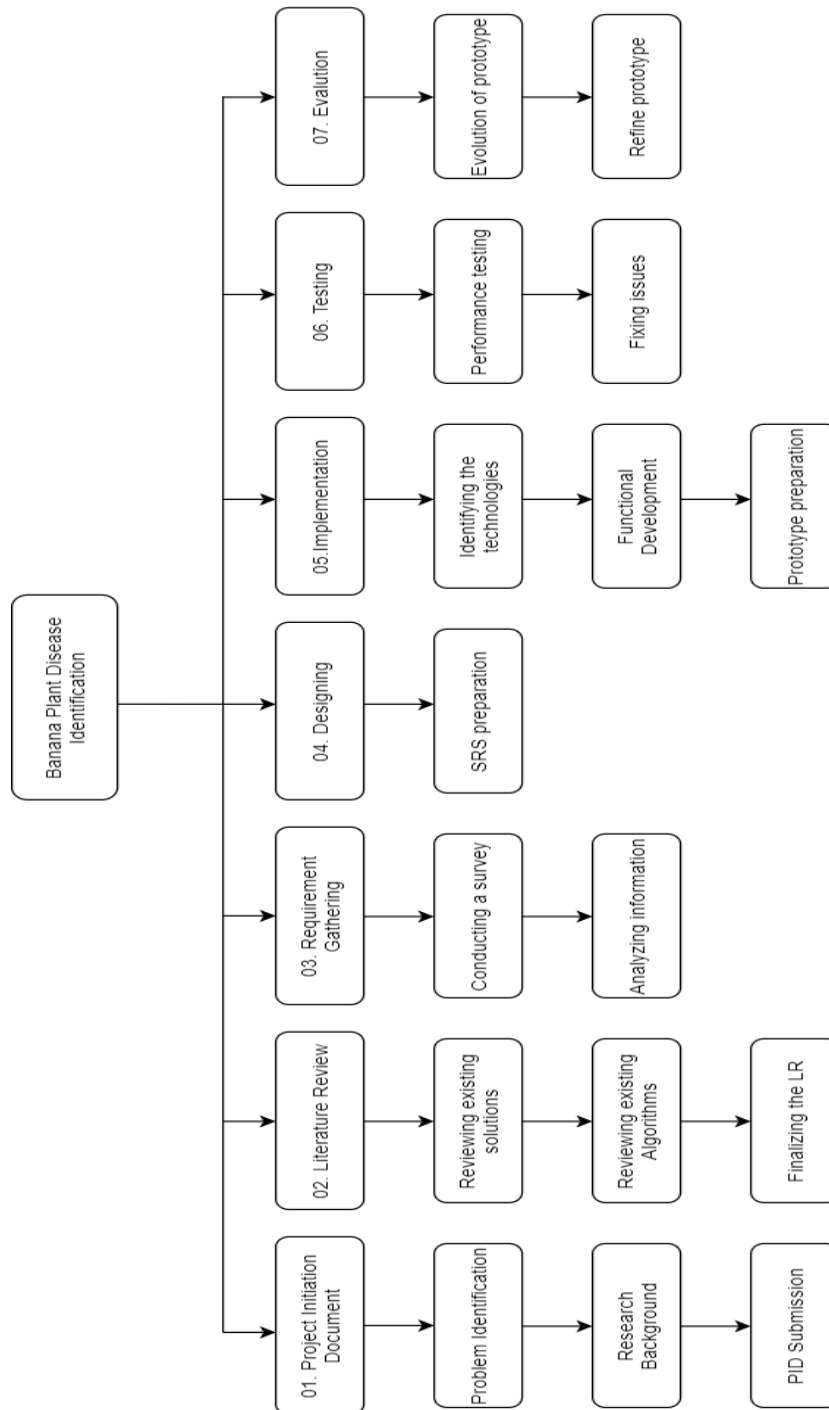 Banana Plant Disease
Identification
01. Project Initiation
Document
Problem Identification
Research
Background
PID Submission
02. Literature Review
Reviewing existing
solutions
Reviewing existing
Algorithms
Finalizing the LR
03. Requirement
Gathering
Conducting a survey
Analyzing information
04. Designing
SRS preparation
05.Implementation
Identifying the
technologies
Functional
Development
Prototype preparation
06. Testing
Performance testing
Fixing issues
07. Evalution
Evolution of prototype
Refine prototype